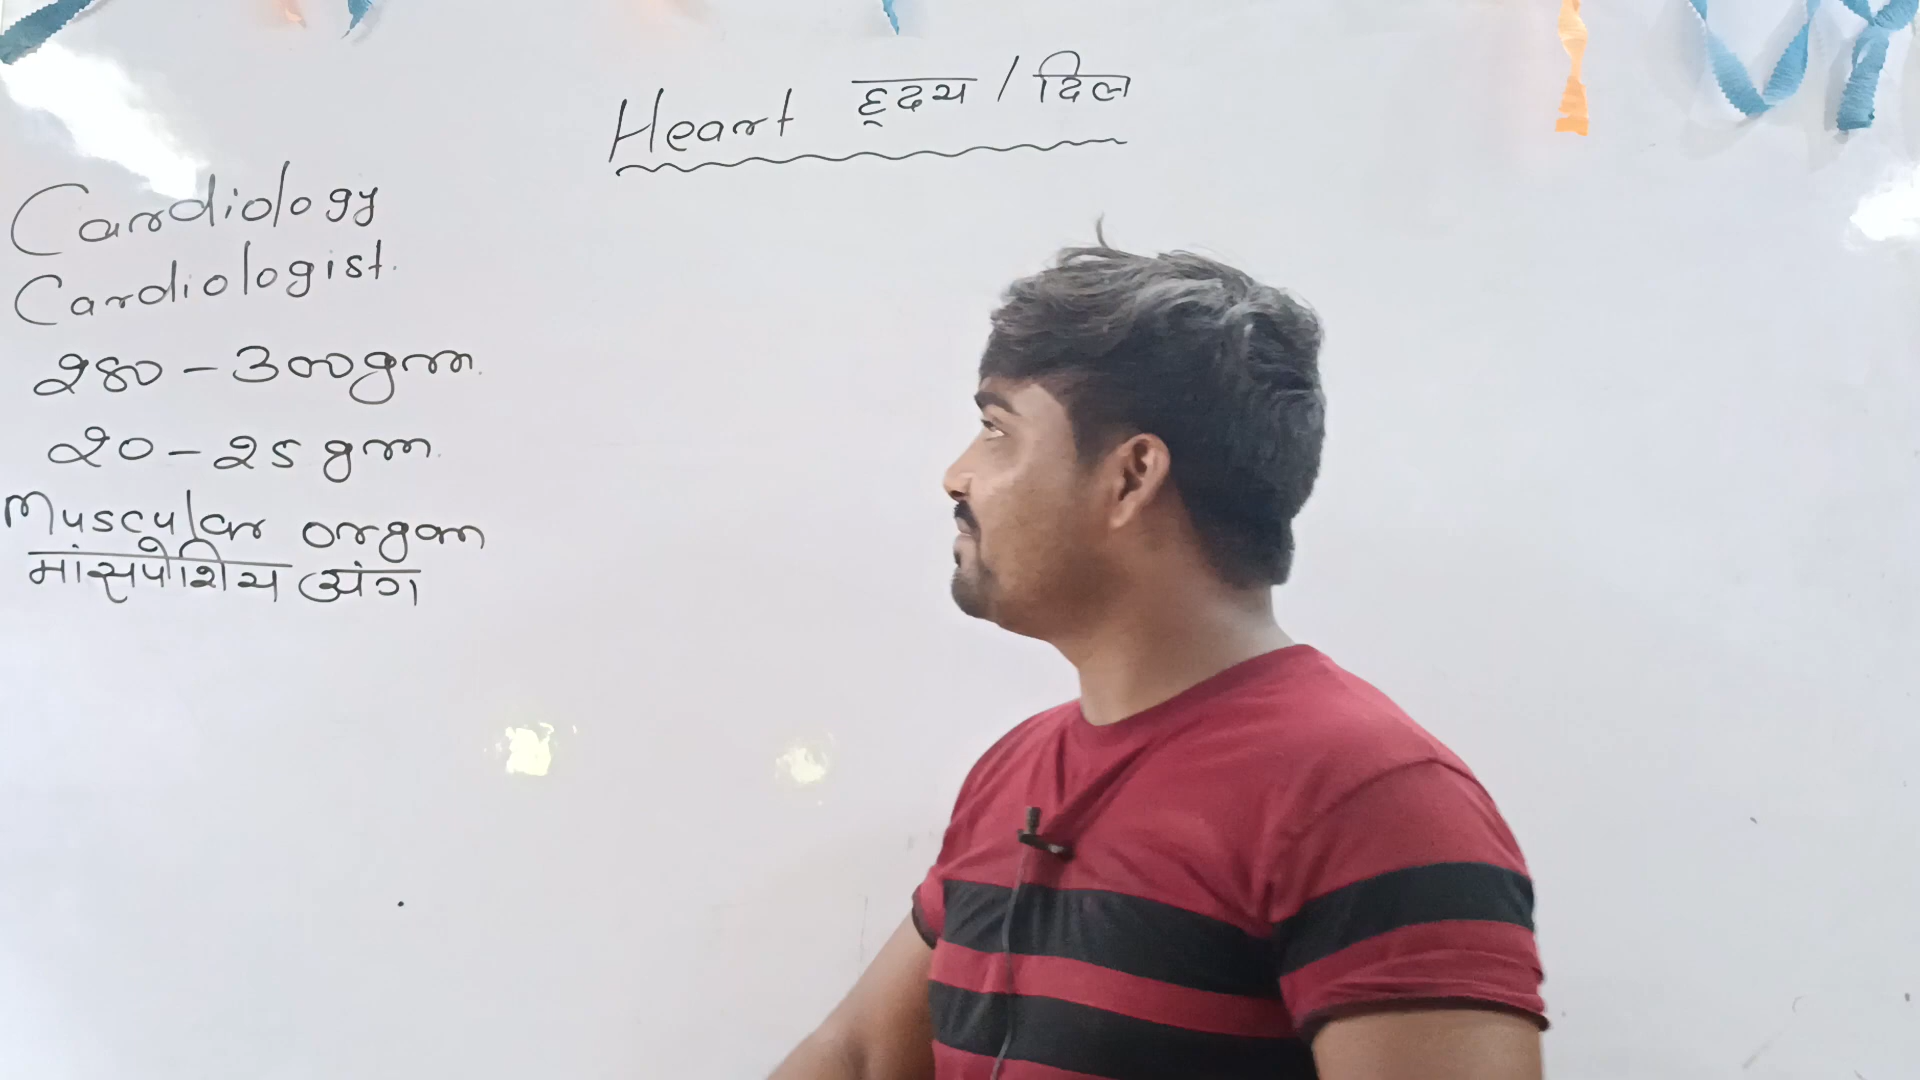 Heart हृदय / दिल
Cardiology
Cardiologist.
280 - 300 gm.
20 - 25 gm.
Muscular organ
मांसपेशिय अंग